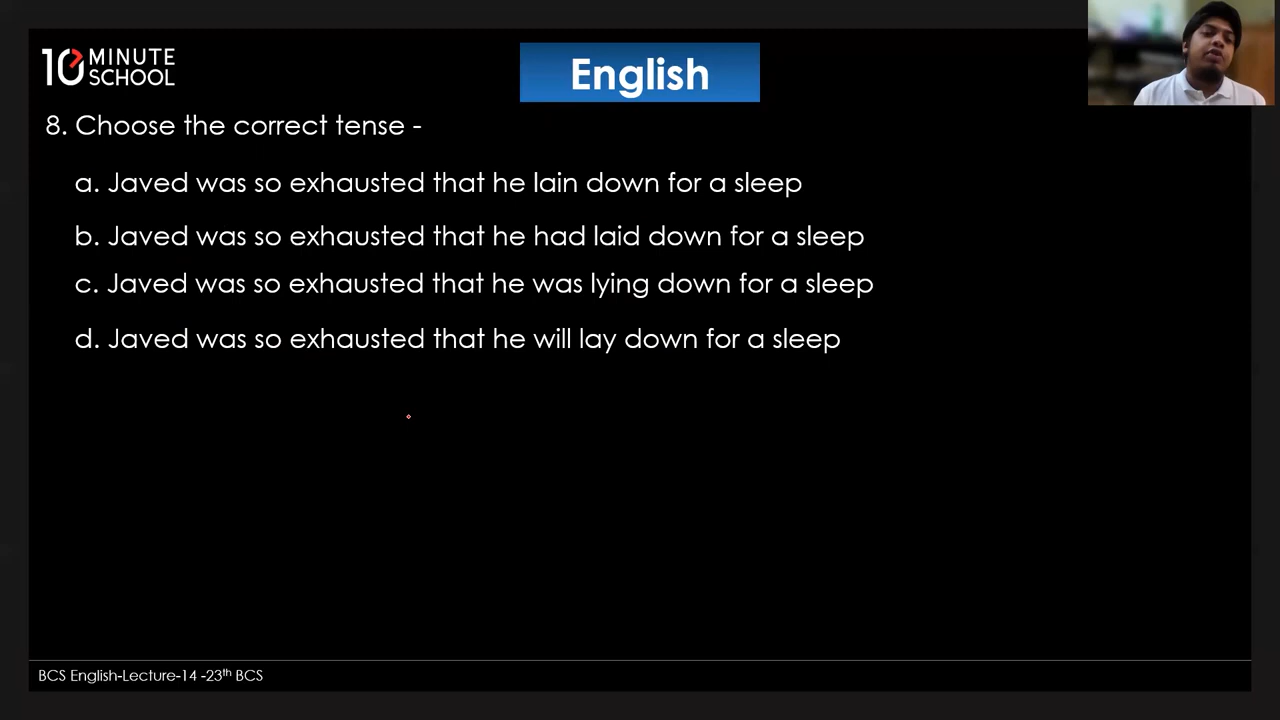 10 MINUTE SCHOOL
English
8. Choose the correct tense -
a. Javed was so exhausted that he lain down for a sleep
b. Javed was so exhausted that he had laid down for a sleep
c. Javed was so exhausted that he was lying down for a sleep
d. Javed was so exhausted that he will lay down for a sleep
BCS English-Lecture-14 -23th BCS